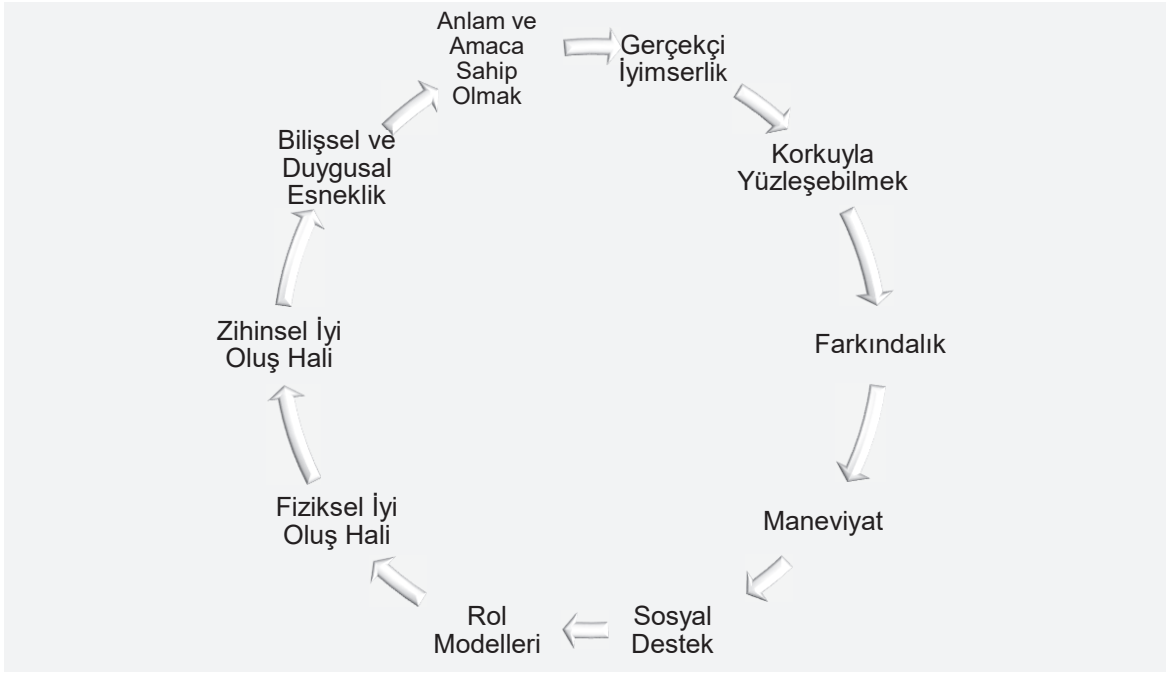 Anlam ve
Amaca
Sahip
Olmak
Gerçekçi
İyimserlik
Korkuyla
Yüzleşebilmek
Farkındalık
Maneviyat
Sosyal
Destek
Rol
Modelleri
Fiziksel İyi
Oluş Hali
Zihinsel İyi
Oluş Hali
Bilişsel ve
Duygusal
Esneklik